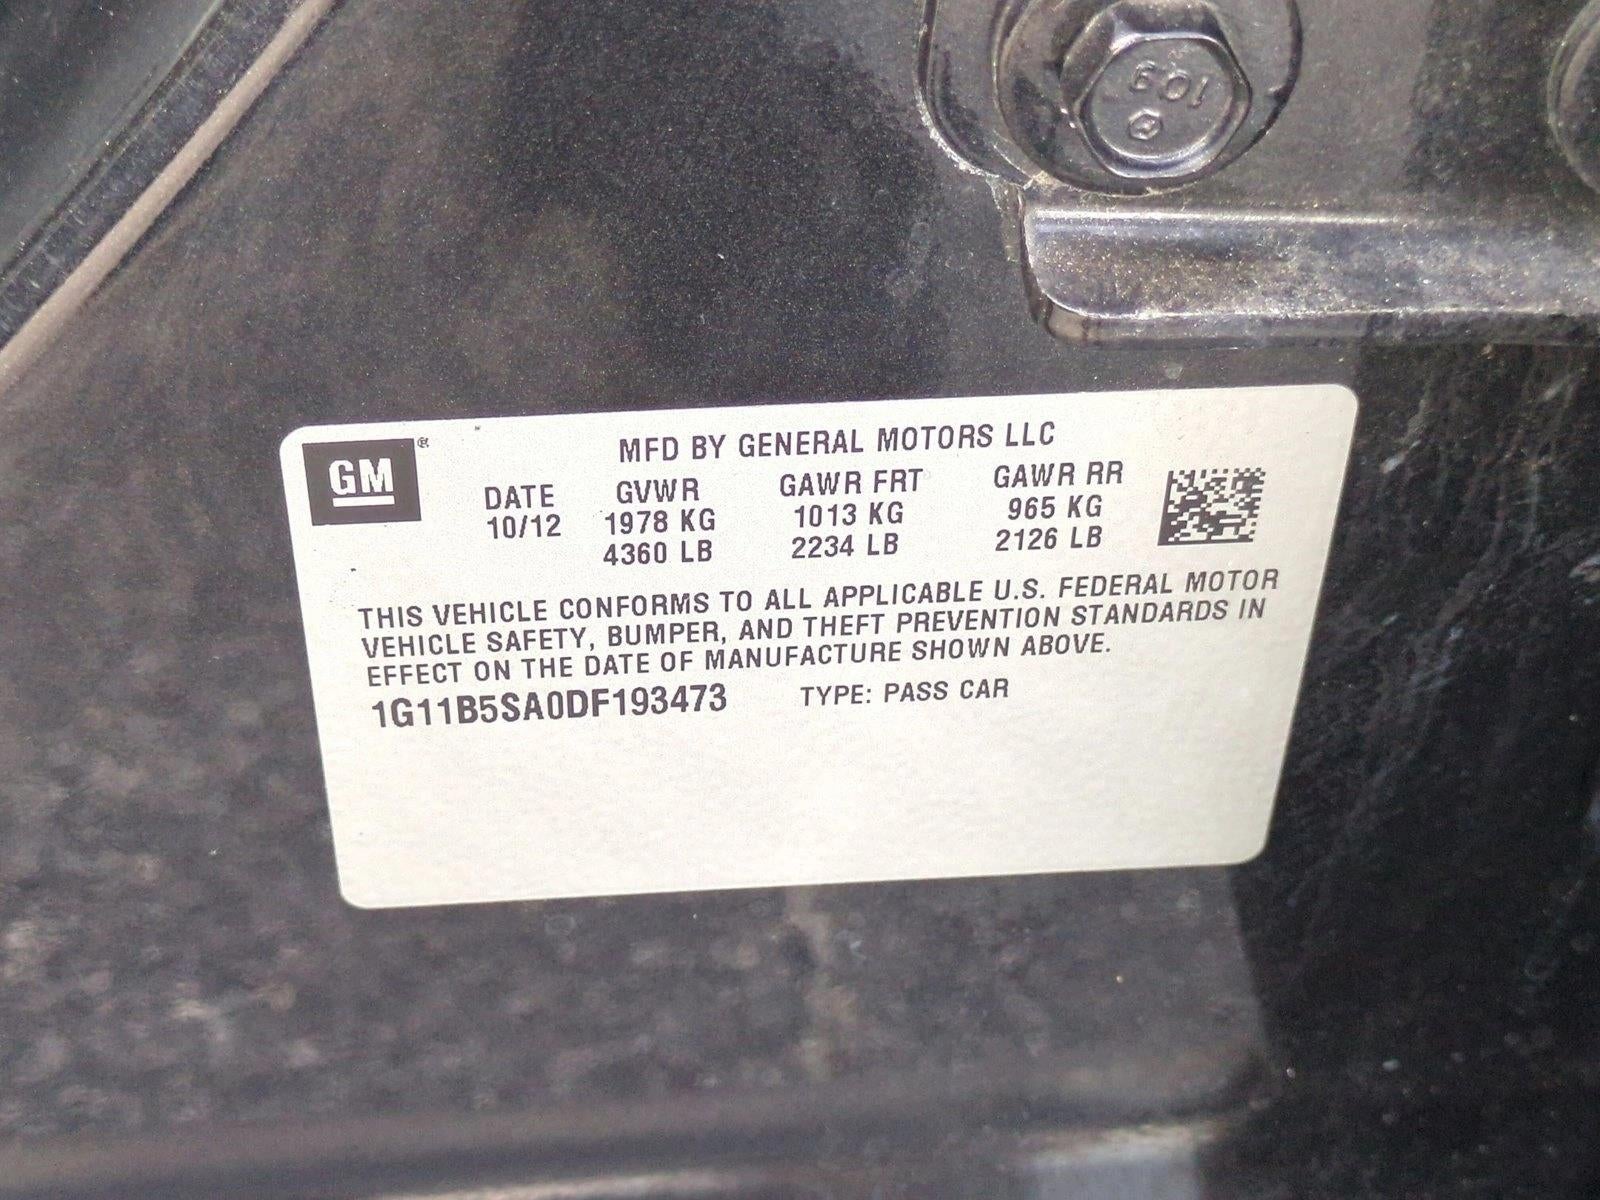 10.9
GM ®
MFD BY GENERAL MOTORS LLC
DATE GVWR GAWR FRT GAWR RR
10/12 1978 KG 1013 KG 965 KG
4360 LB 2234 LB 2126 LB
THIS VEHICLE CONFORMS TO ALL APPLICABLE U.S. FEDERAL MOTOR
VEHICLE SAFETY, BUMPER, AND THEFT PREVENTION STANDARDS IN
EFFECT ON THE DATE OF MANUFACTURE SHOWN ABOVE.
1G11B5SA0DF193473 TYPE: PASS CAR